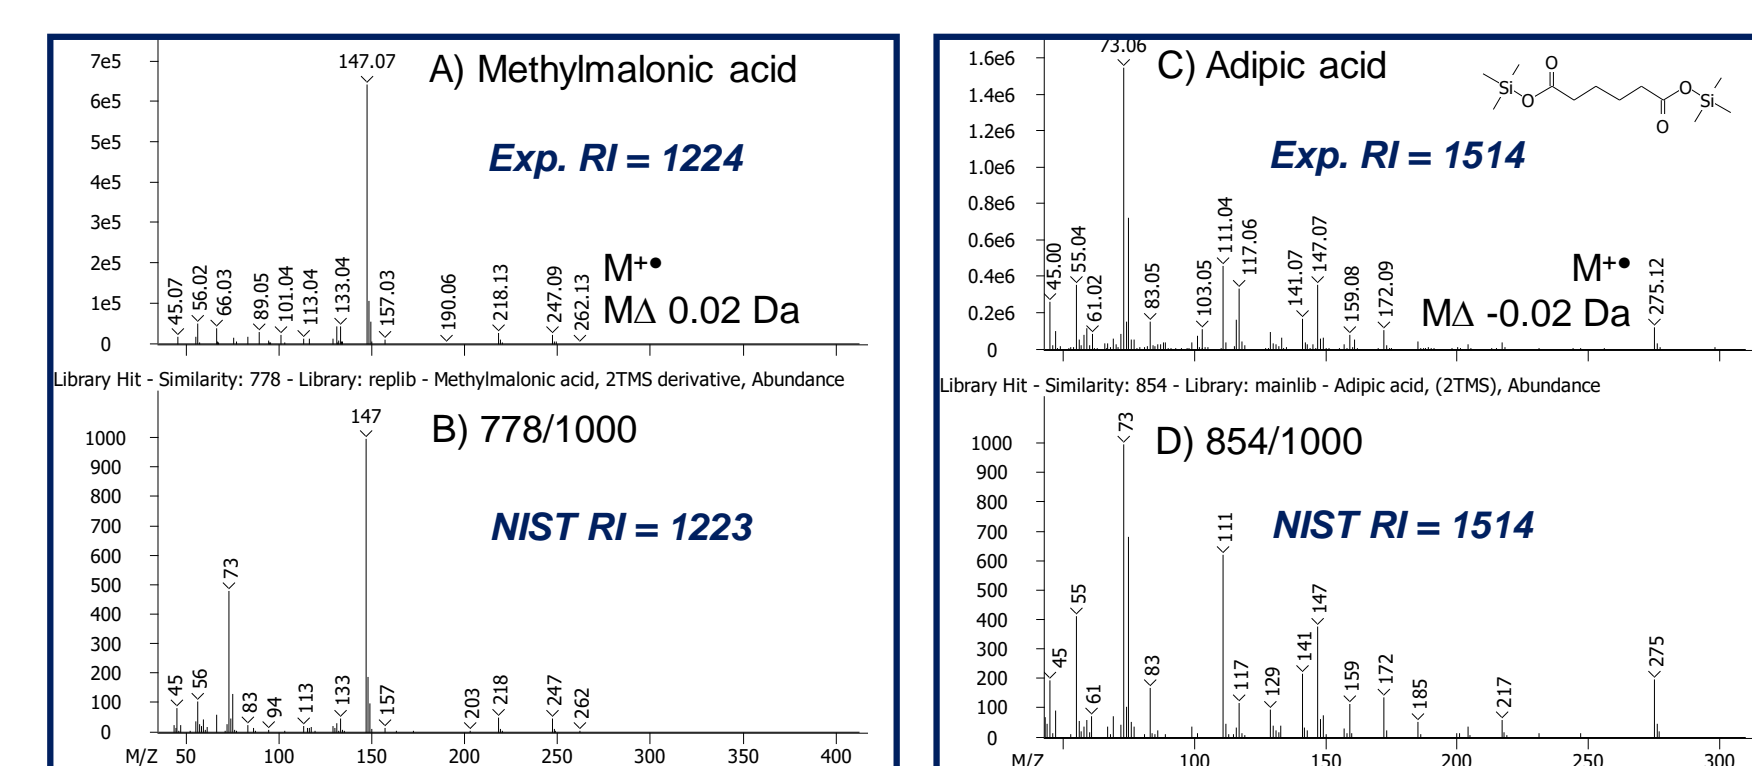 A) Methylmalonic acid
Exp. RI = 1224
M+•
MΔ 0.02 Da
7e5
6e5
5e5
4e5
3e5
2e5
1e5
0
45.07
56.02
66.03
89.05
101.04
113.04
133.04
147.07
157.03
190.06
218.13
247.09
262.13
Library Hit - Similarity: 778 - Library: replib - Methylmalonic acid, 2TMS derivative, Abundance
B) 778/1000
NIST RI = 1223
1000
900
800
700
600
500
400
300
200
100
0
45
56
73
83
94
113
133
147
157
203
218
247
262
M/Z 50 100 150 200 250 300 350 400
C) Adipic acid
Exp. RI = 1514
M+•
MΔ -0.02 Da
Si
O
O
O
O
Si
1.6e6
1.4e6
1.2e6
1.0e6
0.8e6
0.6e6
0.4e6
0.2e6
0
45.00
55.04
61.02
73.06
83.05
103.05
111.04
117.06
141.07
147.07
159.08
172.09
275.12
Library Hit - Similarity: 854 - Library: mainlib - Adipic acid, (2TMS), Abundance
D) 854/1000
NIST RI = 1514
1000
900
800
700
600
500
400
300
200
100
0
45
55
61
73
83
111
117
129
141
147
159
172
185
217
275
M/Z 100 150 200 250 300